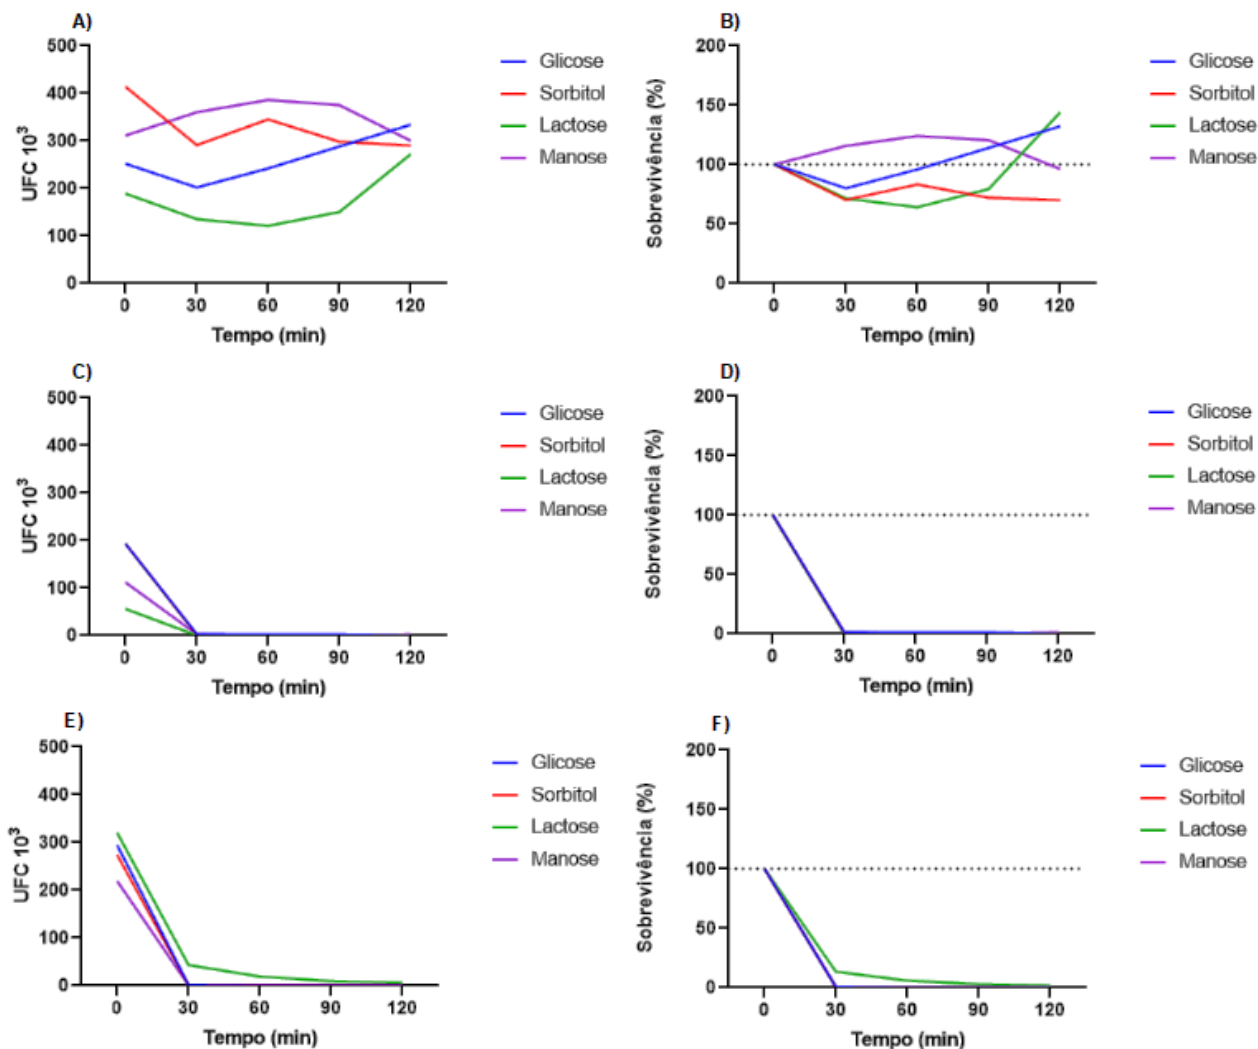 A)
UFC 10³
500
400
300
200
100
0
0 30 60 90 120
Tempo (min)
Glicose
Sorbitol
Lactose
Manose
B)
Sobrevivência (%)
200
150
100
50
0
0 30 60 90 120
Tempo (min)
Glicose
Sorbitol
Lactose
Manose
C)
UFC 10³
500
400
300
200
100
0
0 30 60 90 120
Tempo (min)
Glicose
Sorbitol
Lactose
Manose
D)
Sobrevivência (%)
200
150
100
50
0
0 30 60 90 120
Tempo (min)
Glicose
Sorbitol
Lactose
Manose
E)
UFC 10³
500
400
300
200
100
0
0 30 60 90 120
Tempo (min)
Glicose
Sorbitol
Lactose
Manose
F)
Sobrevivência (%)
200
150
100
50
0
0 30 60 90 120
Tempo (min)
Glicose
Sorbitol
Lactose
Manose